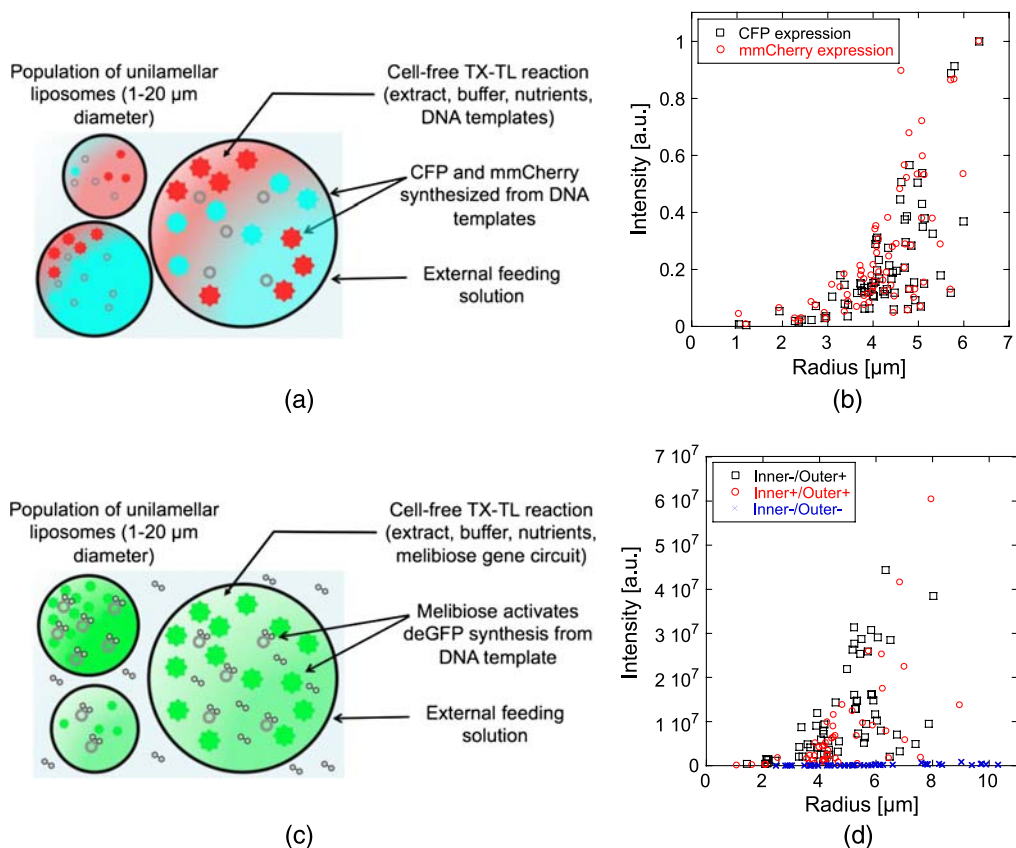 Population of unilamellar
liposomes (1-20 µm
diameter)
Cell-free TX-TL reaction
(extract, buffer, nutrients,
DNA templates)
CFP and mmCherry
synthesized from DNA
templates
External feeding
solution
(a)
CFP expression
mmCherry expression
Intensity [a.u.]
1
0.8
0.6
0.4
0.2
0
0 1 2 3 4 5 6 7
Radius [µm]
(b)
Population of unilamellar
liposomes (1-20 µm
diameter)
Cell-free TX-TL reaction
(extract, buffer, nutrients,
melibiose gene circuit)
Melibiose activates
deGFP synthesis from
DNA template
External feeding
solution
(c)
Inner-/Outer+
Inner+/Outer+
Inner-/Outer-
Intensity [a.u.]
7 10⁷
6 10⁷
5 10⁷
4 10⁷
3 10⁷
2 10⁷
1 10⁷
0
0 2 4 6 8 10
Radius [µm]
(d)